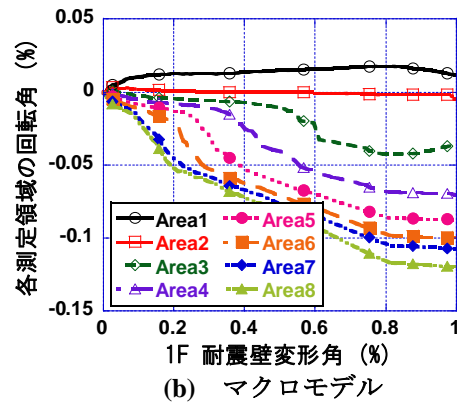 各測定領域の回転角 (%)
0.05
0
-0.05
-0.1
-0.15
Area1
Area2
Area3
Area4
Area5
Area6
Area7
Area8
0 0.2 0.4 0.6 0.8 1
1F 耐震壁変形角 (%)
(b) マクロモデル